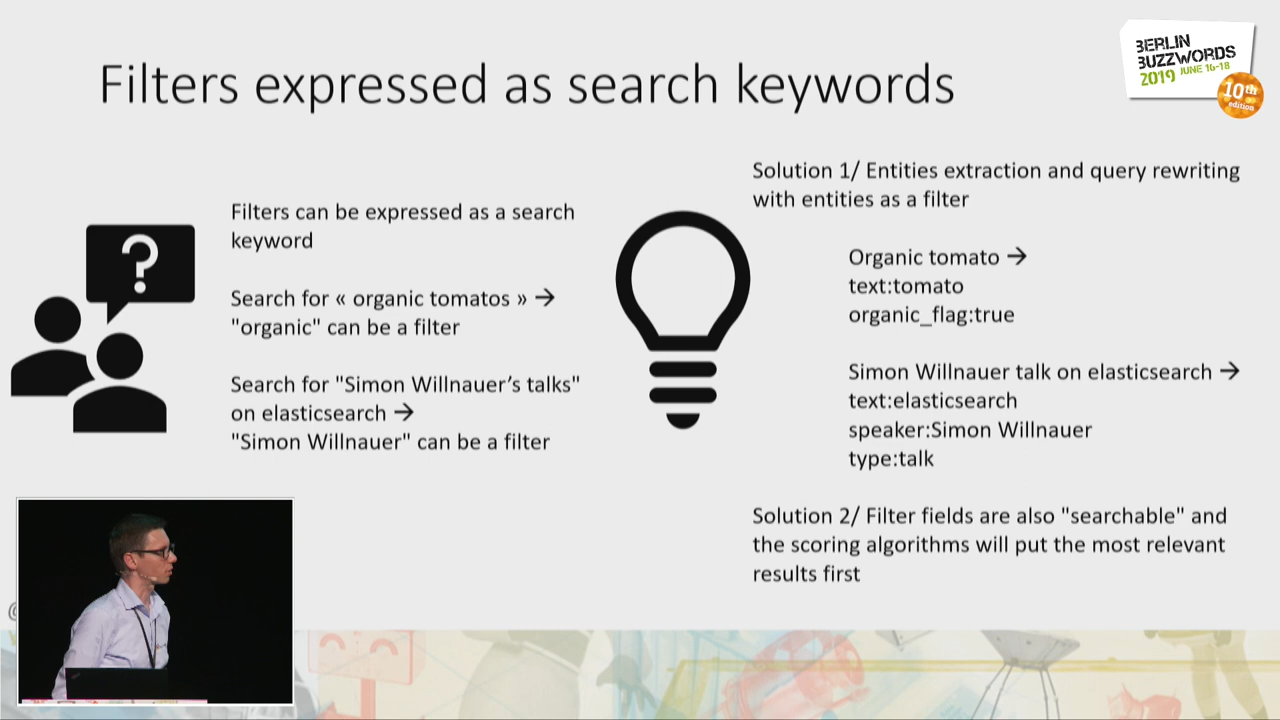 Filters expressed as search keywords
BERLIN
BUZZWORDS
2019 JUNE 16-18
10th
edition
Filters can be expressed as a search
keyword
Search for « organic tomatos » →
"organic" can be a filter
Search for "Simon Willnauer’s talks"
on elasticsearch →
"Simon Willnauer" can be a filter
?
Solution 1/ Entities extraction and query rewriting
with entities as a filter
Organic tomato →
text:tomato
organic_flag:true
Simon Willnauer talk on elasticsearch →
text:elasticsearch
speaker:Simon Willnauer
type:talk
Solution 2/ Filter fields are also "searchable" and
the scoring algorithms will put the most relevant
results first